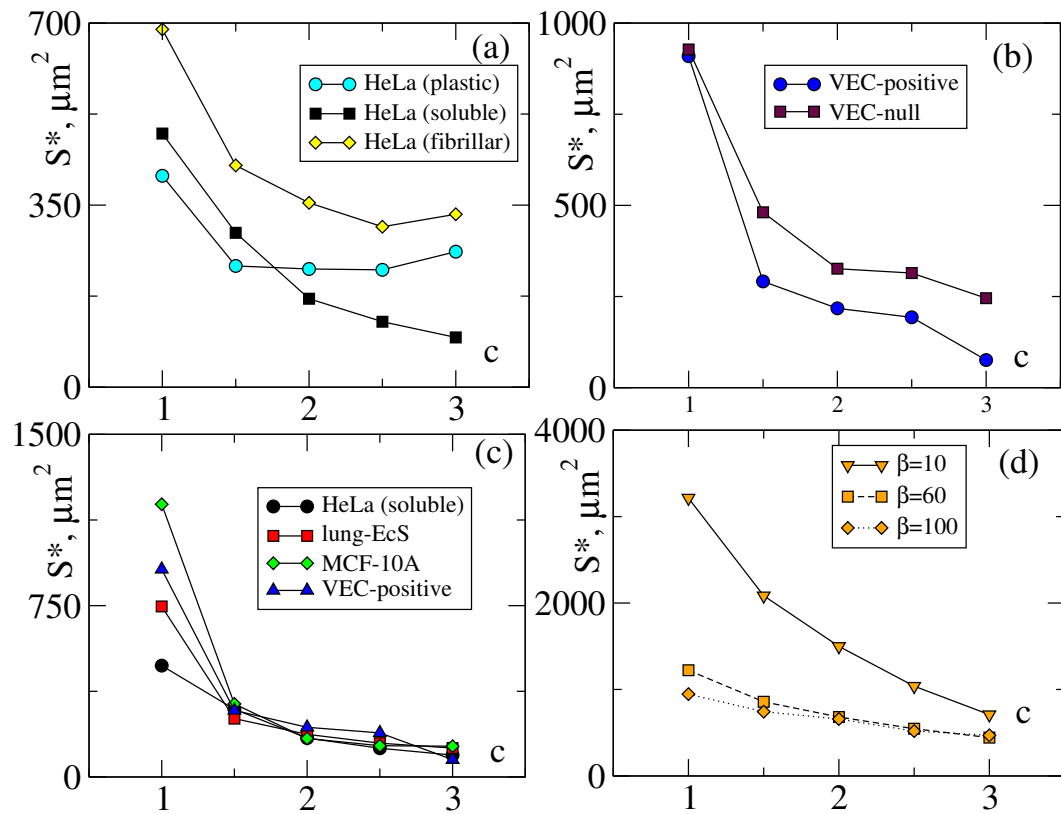 700
350
0
S*, μm²
(a)
HeLa (plastic)
HeLa (soluble)
HeLa (fibrillar)
c
1 2 3
1000
500
0
S*, μm²
(b)
VEC-positive
VEC-null
c
1 2 3
1500
750
0
S*, μm²
(c)
HeLa (soluble)
lung-EcS
MCF-10A
VEC-positive
c
1 2 3
4000
2000
0
S*, μm²
(d)
β=10
β=60
β=100
c
1 2 3